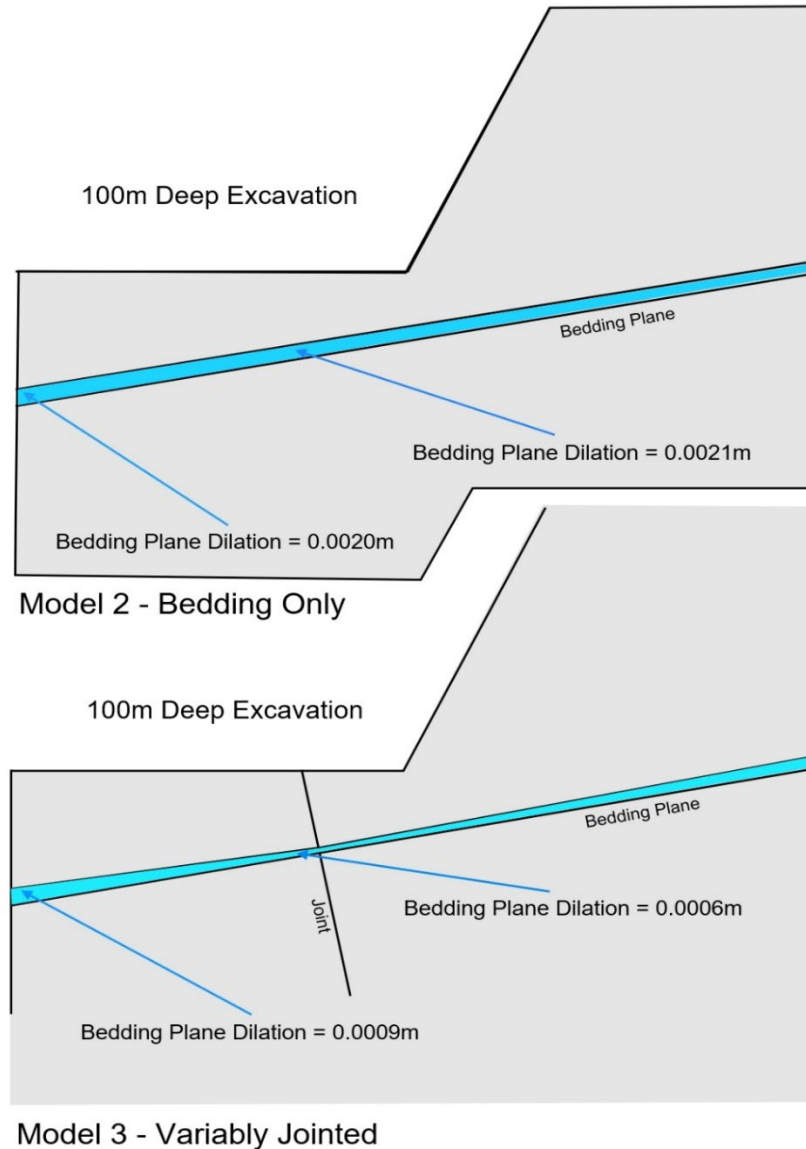 100m Deep Excavation
Bedding Plane
Bedding Plane Dilation = 0.0021m
Bedding Plane Dilation = 0.0020m
Model 2 - Bedding Only
100m Deep Excavation
Bedding Plane
Joint
Bedding Plane Dilation = 0.0006m
Bedding Plane Dilation = 0.0009m
Model 3 - Variably Jointed